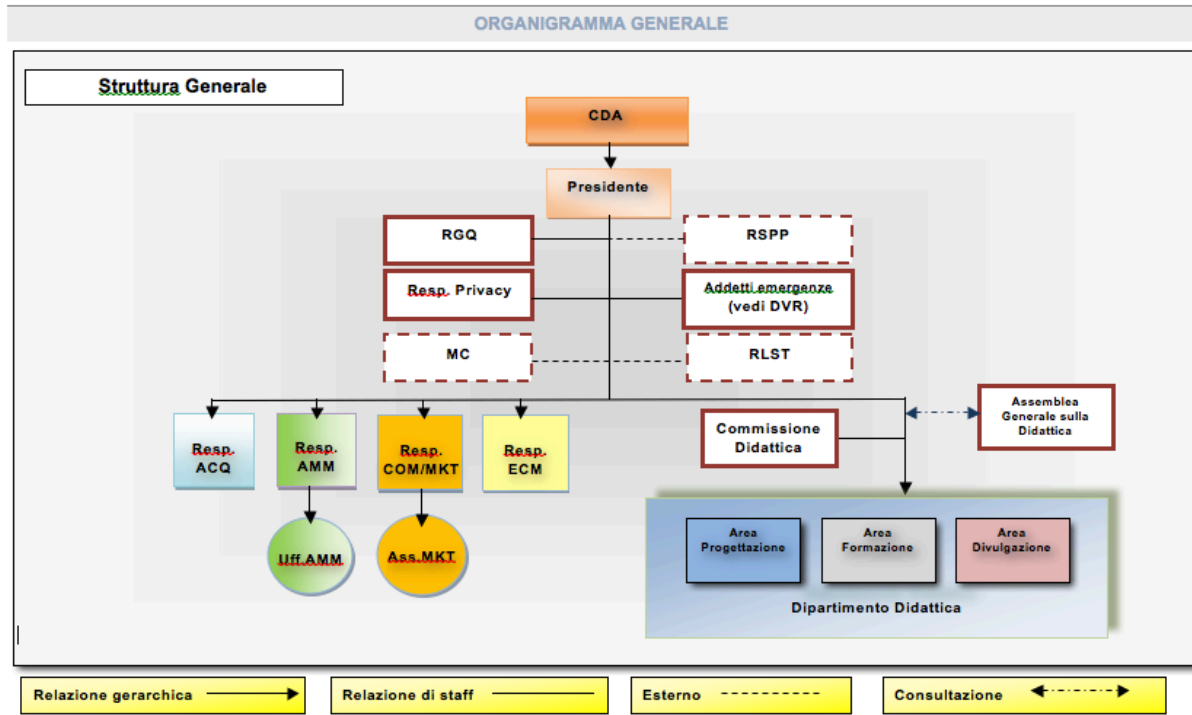 ORGANIGRAMMA GENERALE
Struttura Generale
CDA
Presidente
RGQ
RSPP
Resp. Privacy
Addetti emergenze
(vedi DVR)
MC
RLST
Resp.
ACQ
Resp.
AMM
Resp.
COM/MKT
Resp.
ECM
Commissione
Didattica
Assemblea
Generale sulla
Didattica
Uff.AMM
Ass.MKT
Area
Progettazione
Area
Formazione
Area
Divulgazione
Dipartimento Didattica
Relazione gerarchica
Relazione di staff
Esterno
Consultazione